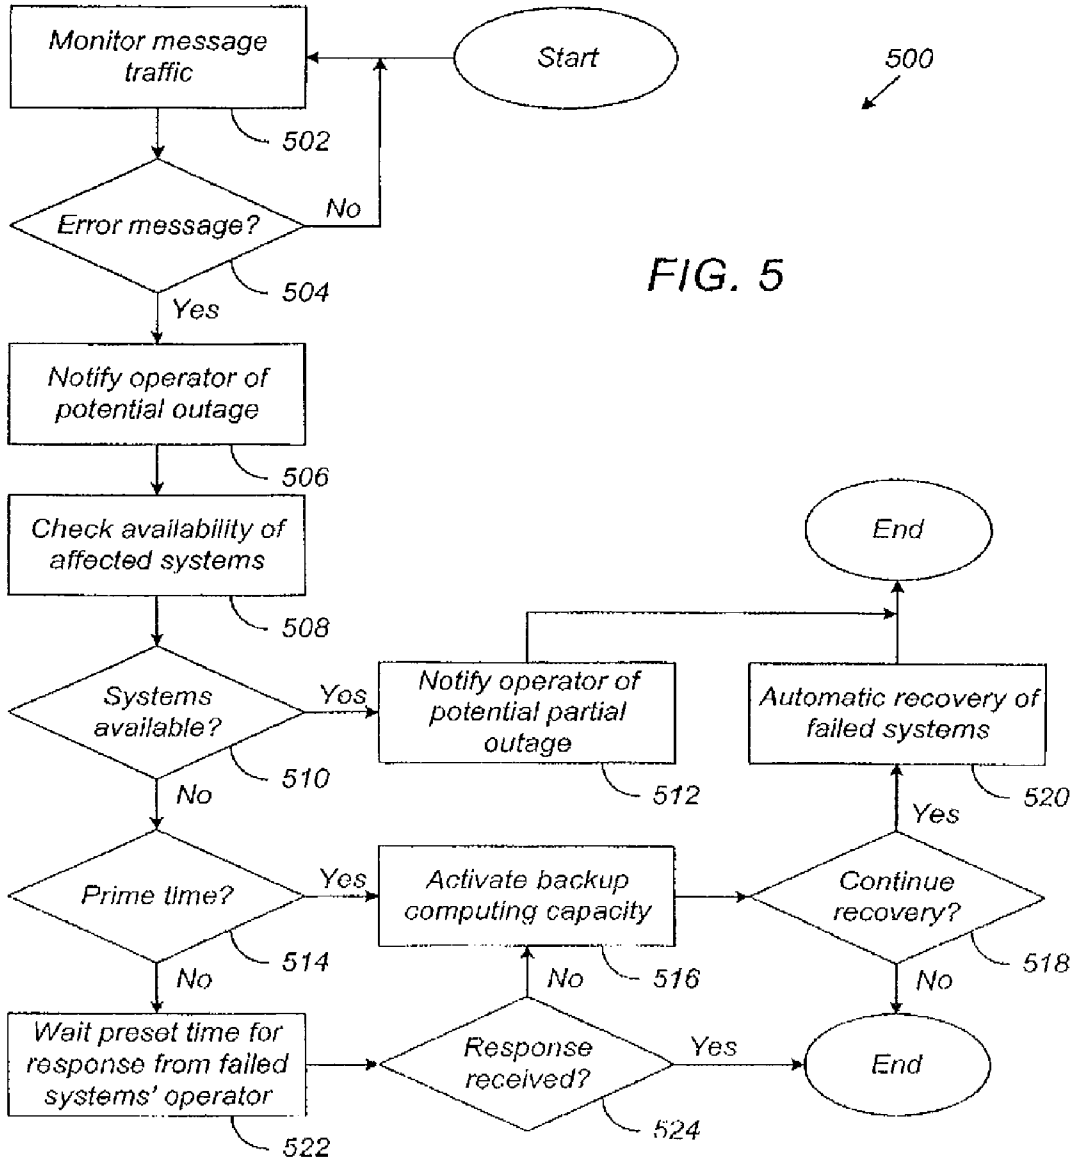 Monitor message
traffic
Start
500
502
Error message?
No
504
FIG. 5
Yes
Notify operator of
potential outage
506
Check availability of
affected systems
End
508
Systems
available?
Yes
Notify operator of
potential partial
outage
Automatic recovery of
failed systems
510
512
520
No
Yes
Prime time?
Yes
Activate backup
computing capacity
Continue
recovery?
514
516
518
No
No
No
Wait preset time for
response from failed
systems' operator
Response
received?
Yes
End
522
524